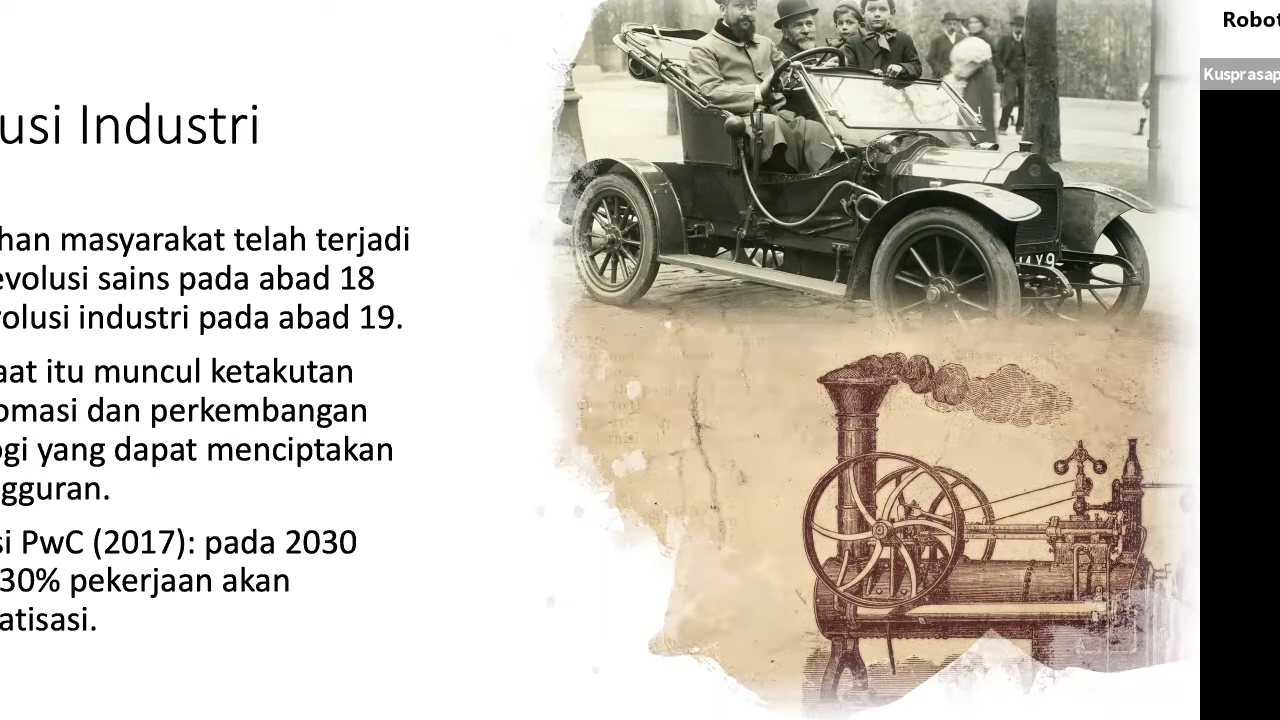 usi Industri
han masyarakat telah terjadi
evolusi sains pada abad 18
volusi industri pada abad 19.
aat itu muncul ketakutan
omasi dan perkembangan
ogi yang dapat menciptakan
gguran.
si PwC (2017): pada 2030
30% pekerjaan akan
atisasi.
Robot
Kusprasap